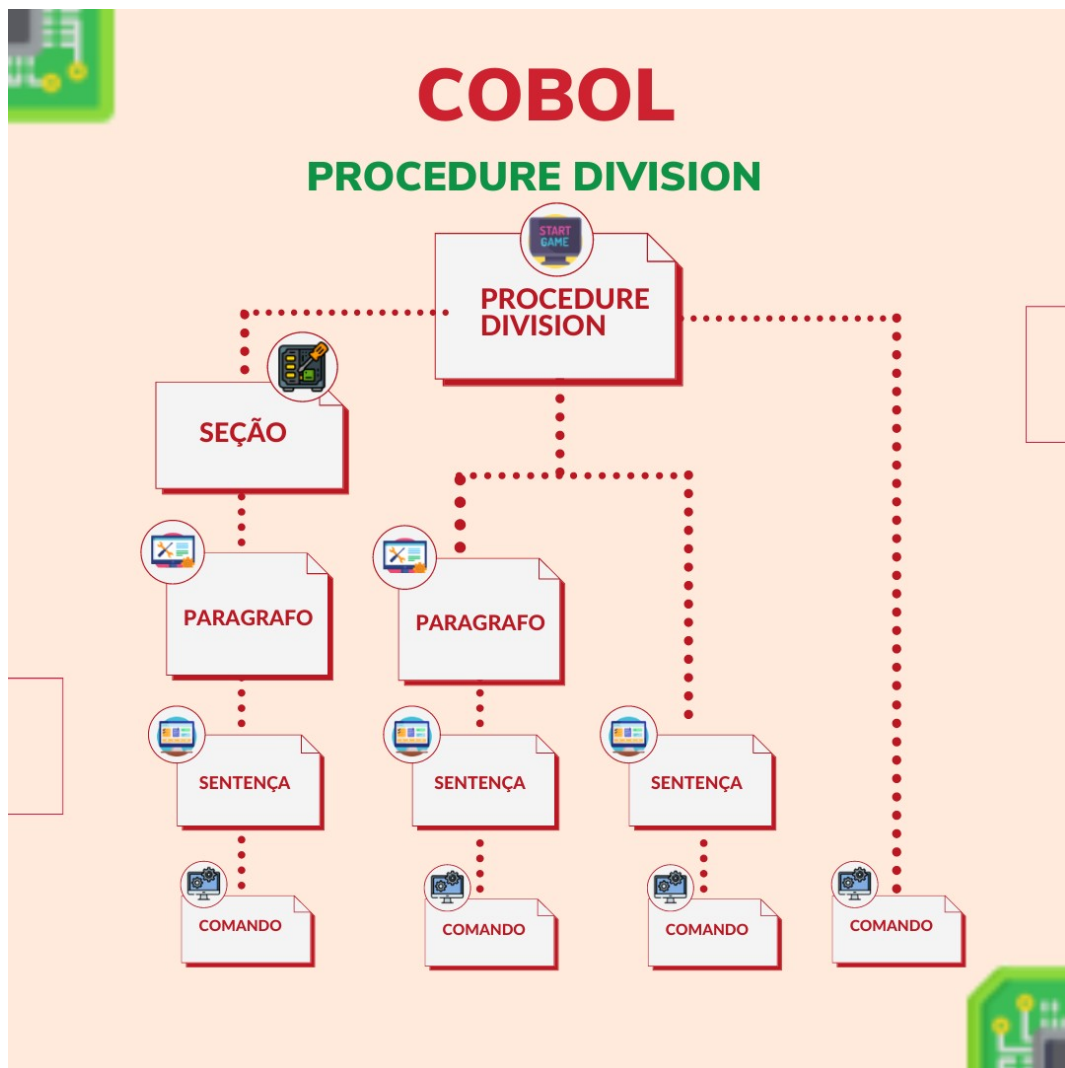 COBOL
PROCEDURE DIVISION
START
GAME
PROCEDURE
DIVISION
SEÇÃO
PARAGRAFO
PARAGRAFO
SENTENÇA
SENTENÇA
SENTENÇA
COMANDO
COMANDO
COMANDO
COMANDO